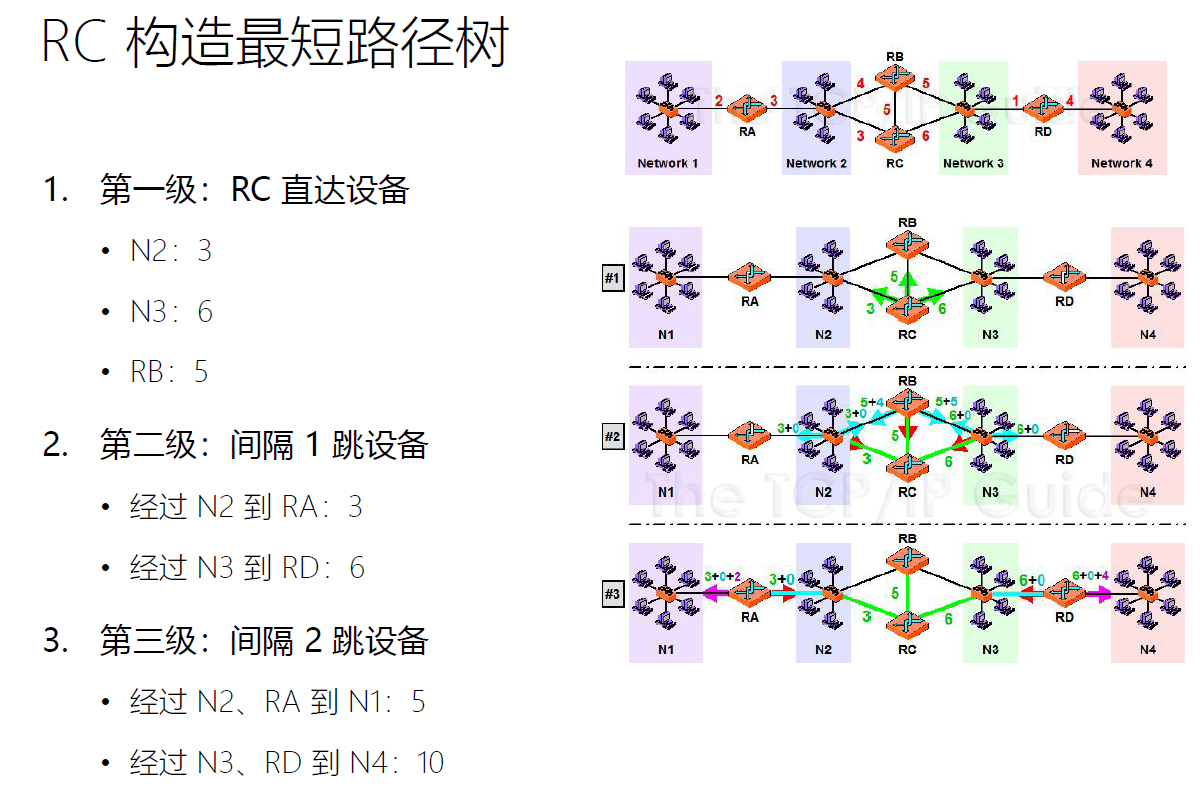 RC 构造最短路径树
1. 第一级：RC 直达设备
• N2：3
• N3：6
• RB：5
2. 第二级：间隔 1 跳设备
• 经过 N2 到 RA：3
• 经过 N3 到 RD：6
3. 第三级：间隔 2 跳设备
• 经过 N2、RA 到 N1：5
• 经过 N3、RD 到 N4：10
RB
4 5
2 3 5 1 4
RA RD
3 6
Network 1 Network 2 RC Network 3 Network 4
RB
#1
5
RA RD
3 6
N1 N2 RC N3 N4
RB
5+4 5+5
3+0 6+0
#2
3+0 6+0
5
RA RD
3 6
N1 N2 RC N3 N4
The TCP/IP Guide
RB
3+0+2 3+0 6+0 6+0+4
#3
5
RA RD
3 6
N1 N2 RC N3 N4